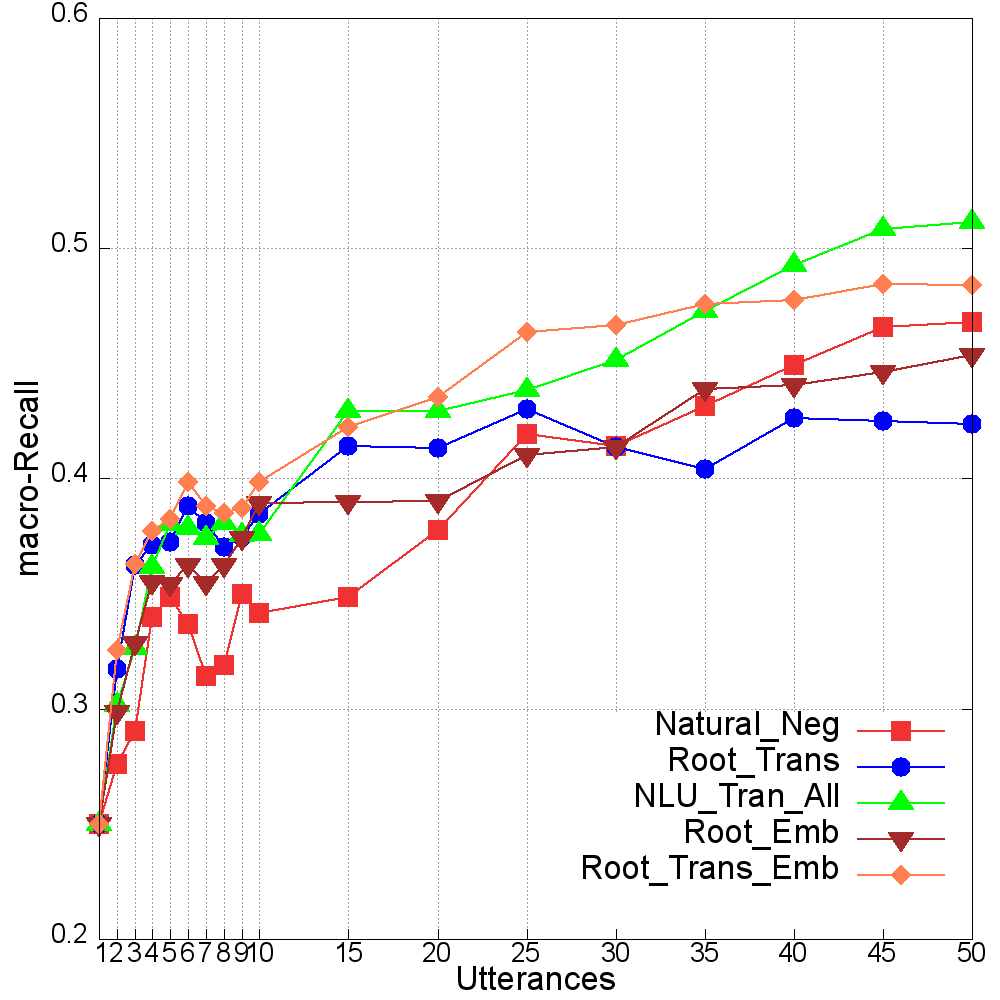 0.6
0.5
0.4
0.3
0.2
macro-Recall
Natural_Neg
Root_Trans
NLU_Tran_All
Root_Emb
Root_Trans_Emb
1 2 3 4 5 6 7 8 9 10 15 20 25 30 35 40 45 50
Utterances